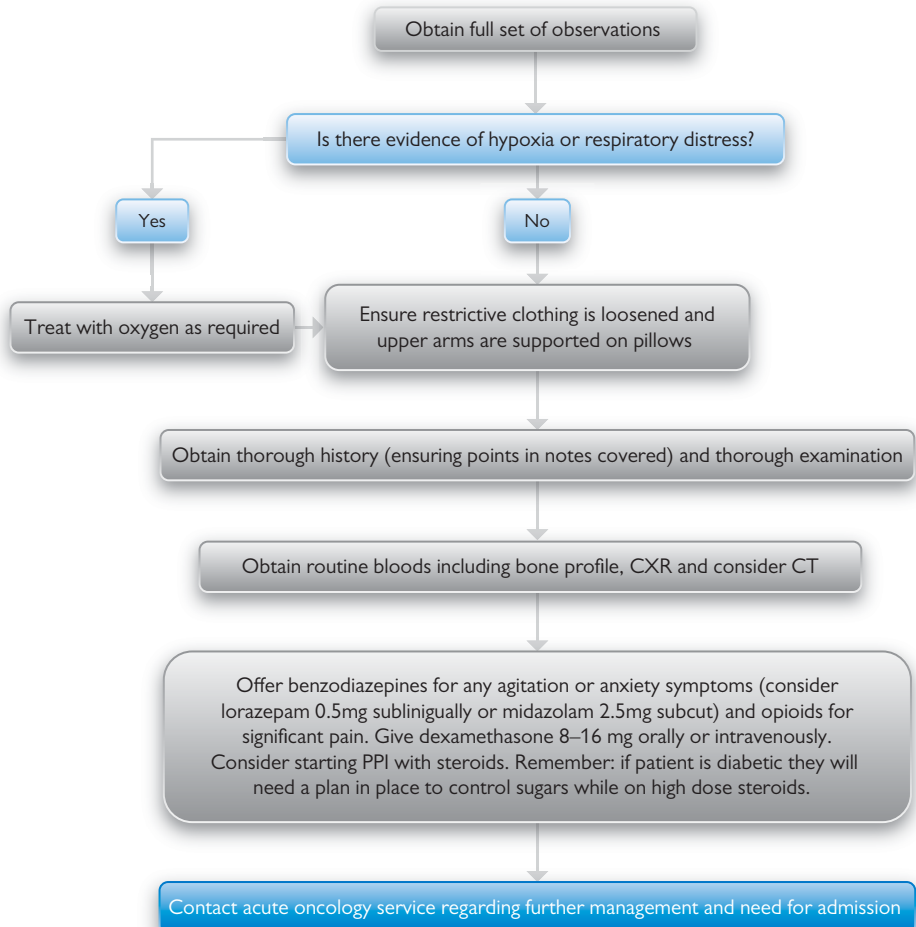 Obtain full set of observations
Is there evidence of hypoxia or respiratory distress?
Yes
No
Treat with oxygen as required
Ensure restrictive clothing is loosened and
upper arms are supported on pillows
Obtain thorough history (ensuring points in notes covered) and thorough examination
Obtain routine bloods including bone profile, CXR and consider CT
Offer benzodiazepines for any agitation or anxiety symptoms (consider
lorazepam 0.5mg sublinigually or midazolam 2.5mg subcut) and opioids for
significant pain. Give dexamethasone 8–16 mg orally or intravenously.
Consider starting PPI with steroids. Remember: if patient is diabetic they will
need a plan in place to control sugars while on high dose steroids.
Contact acute oncology service regarding further management and need for admission